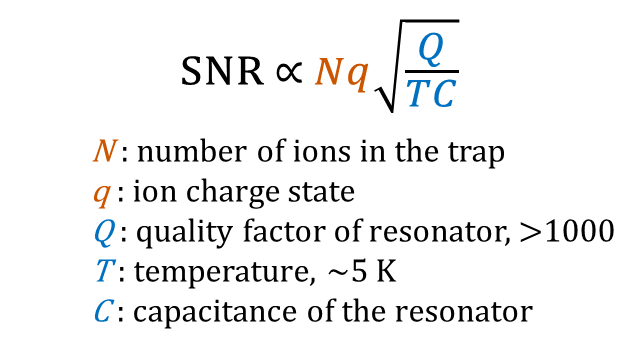 SNR ∝ Nq√(Q/TC)
N: number of ions in the trap
q: ion charge state
Q: quality factor of resonator, >1000
T: temperature, ~5 K
C: capacitance of the resonator